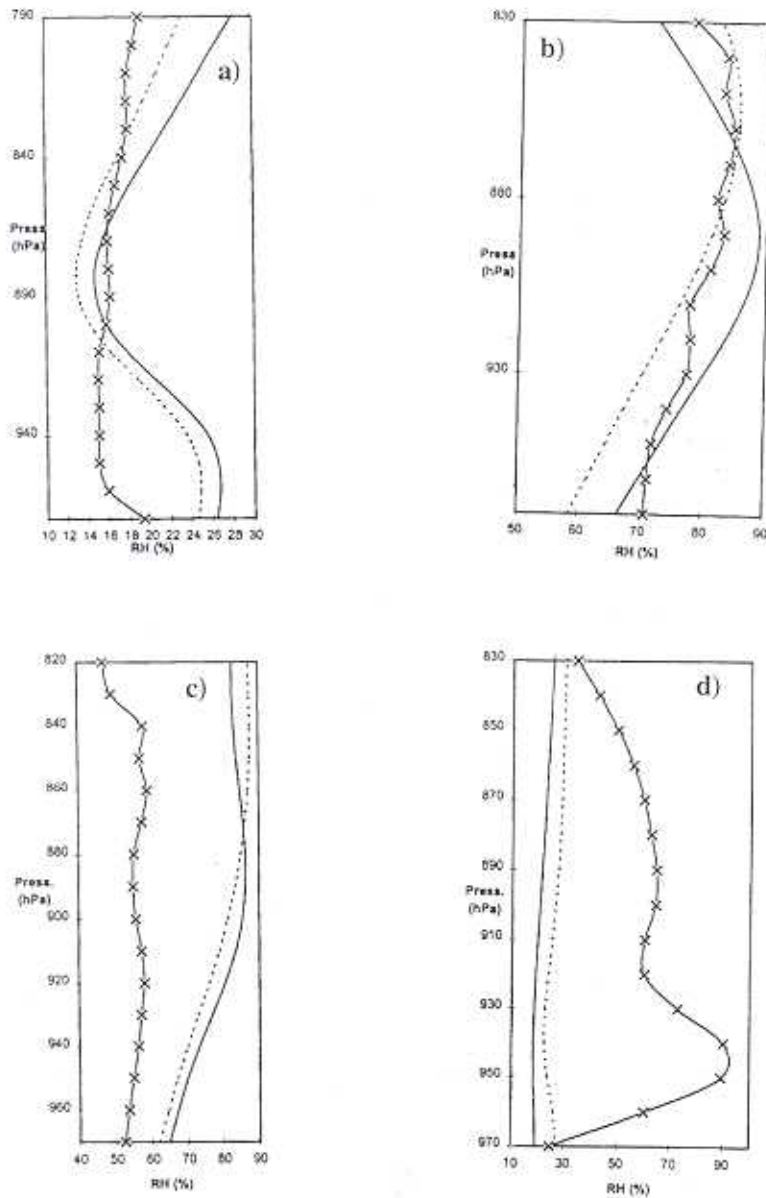 790
a)
840
Press
(hPa)
890
940
10 12 14 16 18 20 22 24 26 28 30
RH (%)
830
b)
880
Press
(hPa)
930
50 60 70 80 90
RH (%)
820
c)
840
860
880
Press.
(hPa)
900
920
940
960
40 50 60 70 80 90
RH (%)
830
d)
850
870
890
Press.
(hPa)
910
930
950
970
10 30 50 70 90
RH (%)